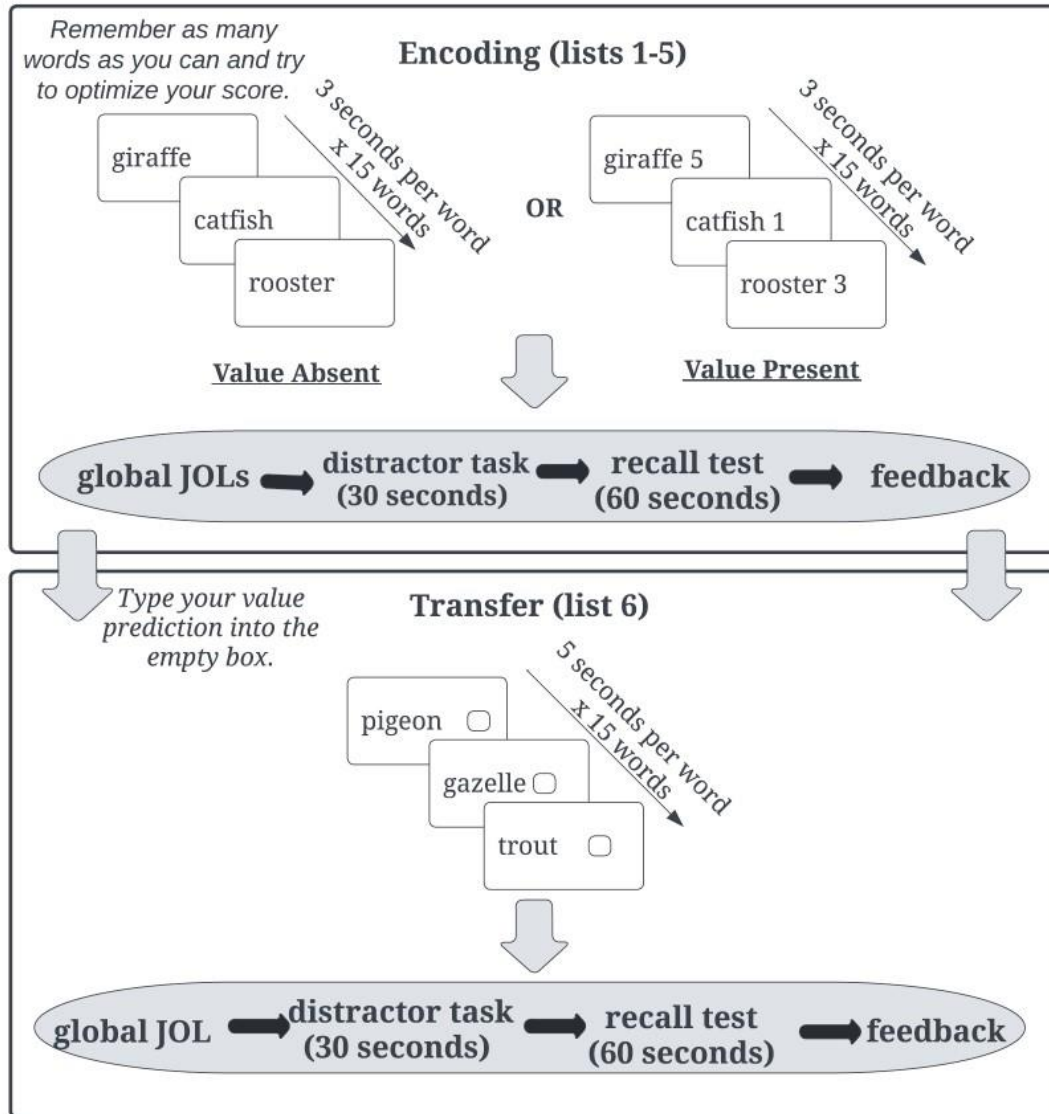 Remember as many
words as you can and try
to optimize your score.
Encoding (lists 1-5)
giraffe
catfish
rooster
3 seconds per word
x 15 words
Value Absent
OR
giraffe 5
catfish 1
rooster 3
3 seconds per word
x 15 words
Value Present
global JOLs
distractor task
(30 seconds)
recall test
(60 seconds)
feedback
Type your value
prediction into the
empty box.
Transfer (list 6)
pigeon
gazelle
trout
5 seconds per word
x 15 words
global JOL
distractor task
(30 seconds)
recall test
(60 seconds)
feedback